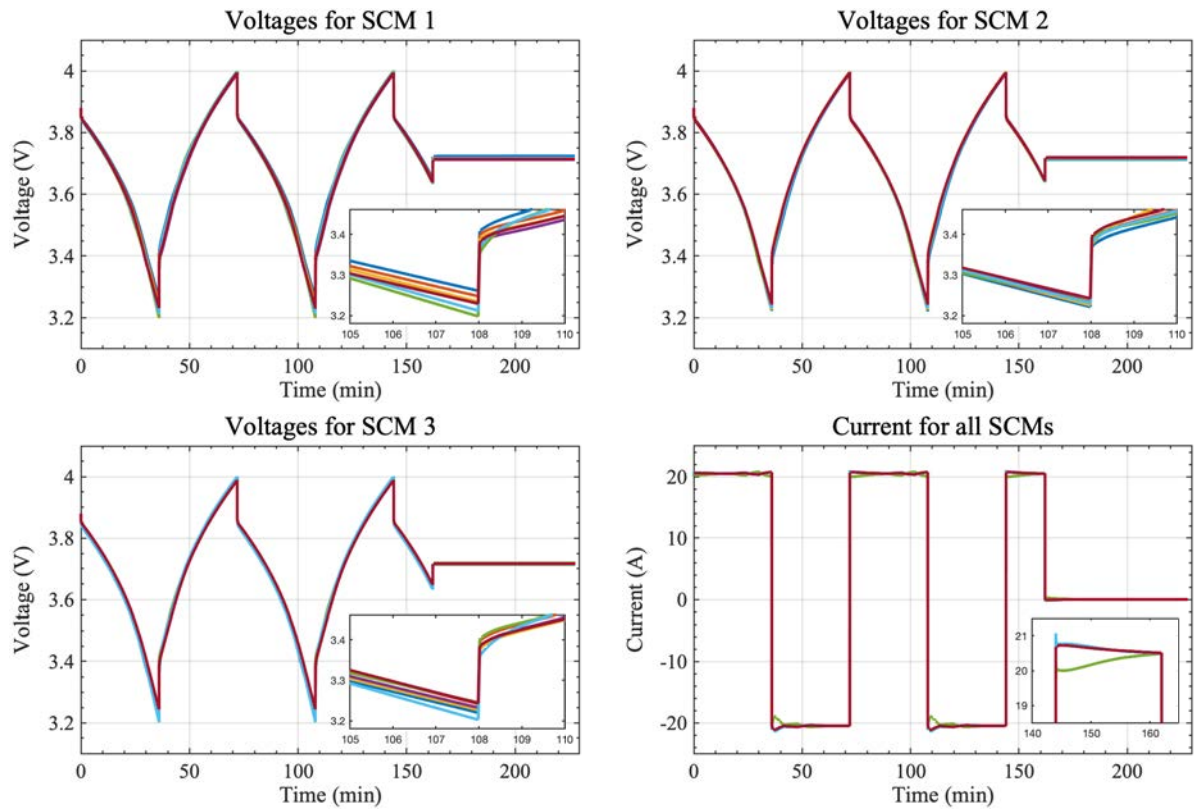 Voltages for SCM 1
Voltage (V)
4
3.8
3.6
3.4
3.2
3.4
3.3
3.2
105 106 107 108 109 110
0 50 100 150 200
Time (min)
Voltages for SCM 2
Voltage (V)
4
3.8
3.6
3.4
3.2
3.4
3.3
3.2
105 106 107 108 109 110
0 50 100 150 200
Time (min)
Voltages for SCM 3
Voltage (V)
4
3.8
3.6
3.4
3.2
3.4
3.3
3.2
105 106 107 108 109 110
0 50 100 150 200
Time (min)
Current for all SCMs
Current (A)
20
10
0
-10
-20
21
20
19
140 150 160
0 50 100 150 200
Time (min)